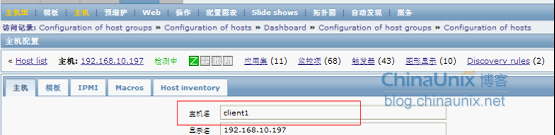 主机组 | 模板 | 主机 | 维护 | Web | 操作 | 配置图表 | Slide shows | 拓扑图 | 自动发现 | 服务
访问记录: Configuration of host groups » Configuration of hosts » Dashboard » Configuration of host groups » Configuration of hosts
主机配置
« Host list 主机: 192.168.10.197 检测中 Z 应用集 (11) 监控项 (68) 触发器 (43) 图形显示 (10) Discovery rules (2)
主机 模板 IPMI Macros Host inventory
ChinaUnix 博客
blog.chinaunix.net
主机名 client1
显示名 192.168.10.197